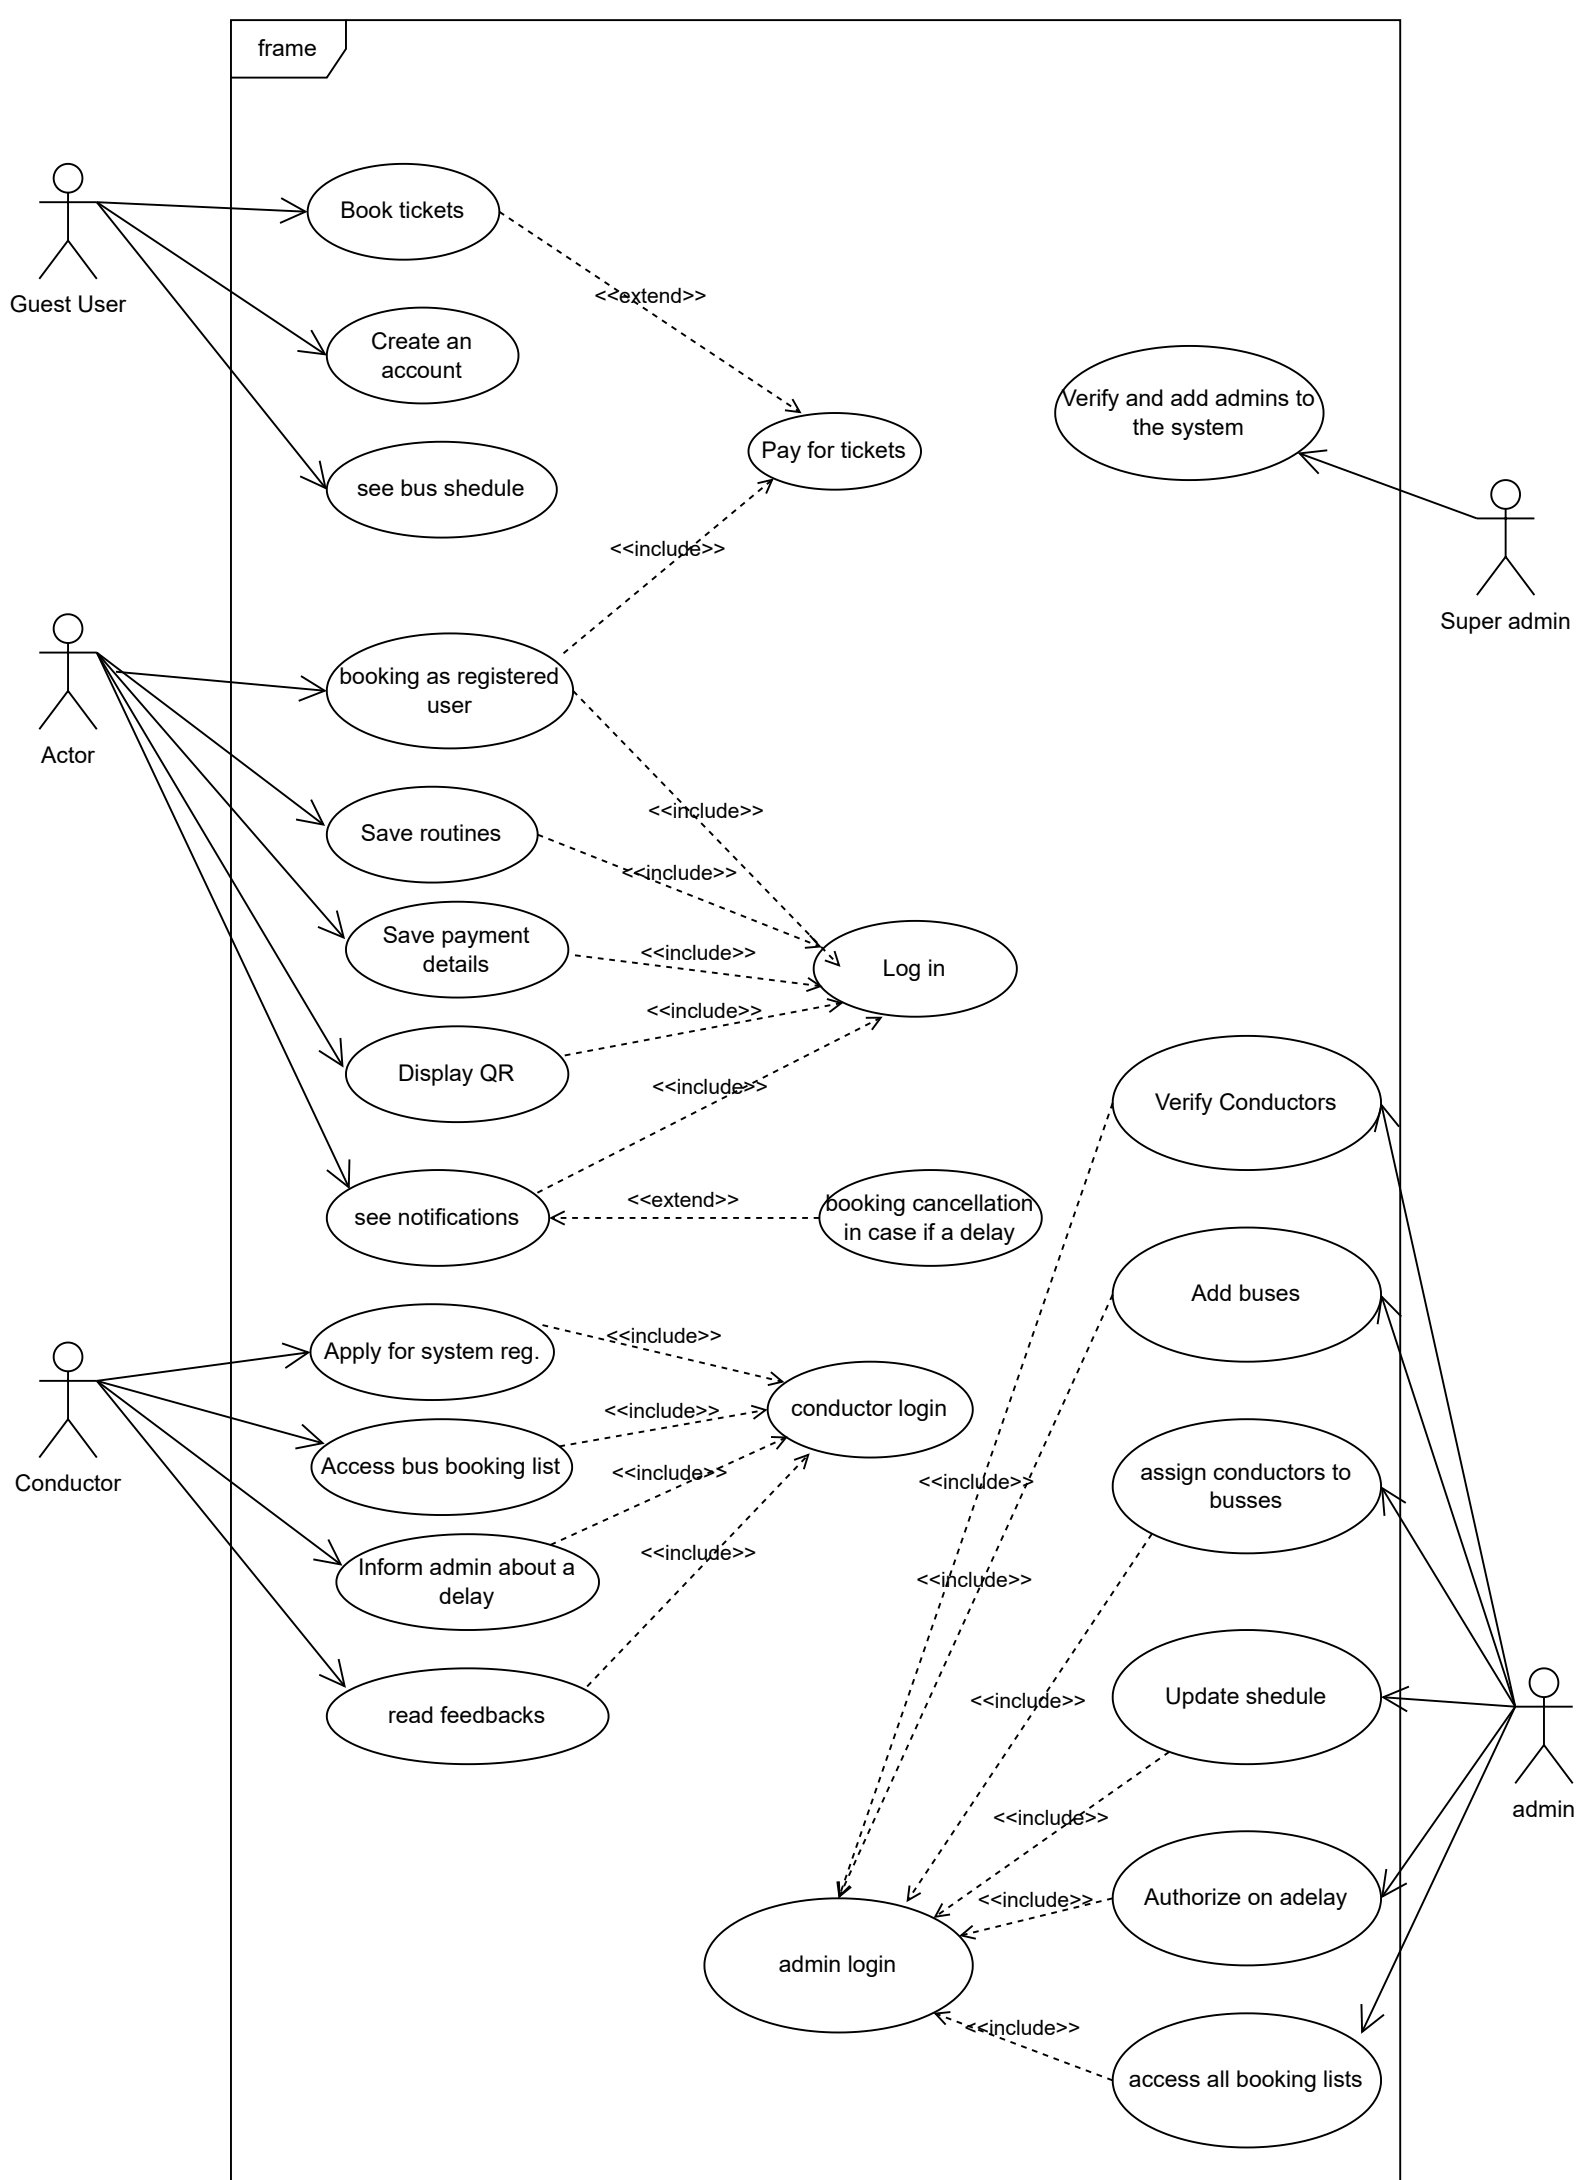 frame
Book tickets
Guest User
<<extend>>
Create an
account
Verify and add admins to
the system
Pay for tickets
see bus shedule
<<include>>
Super admin
booking as registered
user
Actor
<<include>>
Save routines
<<include>>
Save payment
details
<<include>>
Log in
<<include>>
Display QR
<<include>>
Verify Conductors
<<extend>>
see notifications
booking cancellation
in case if a delay
Add buses
<<include>>
Apply for system reg.
<<include>>
conductor login
Access bus booking list
Conductor
<<include>>
<<include>>
assign conductors to
busses
<<include>>
Inform admin about a
delay
<<include>>
<<include>>
Update shedule
read feedbacks
admin
<<include>>
<<include>>
Authorize on adelay
admin login
<<include>>
access all booking lists